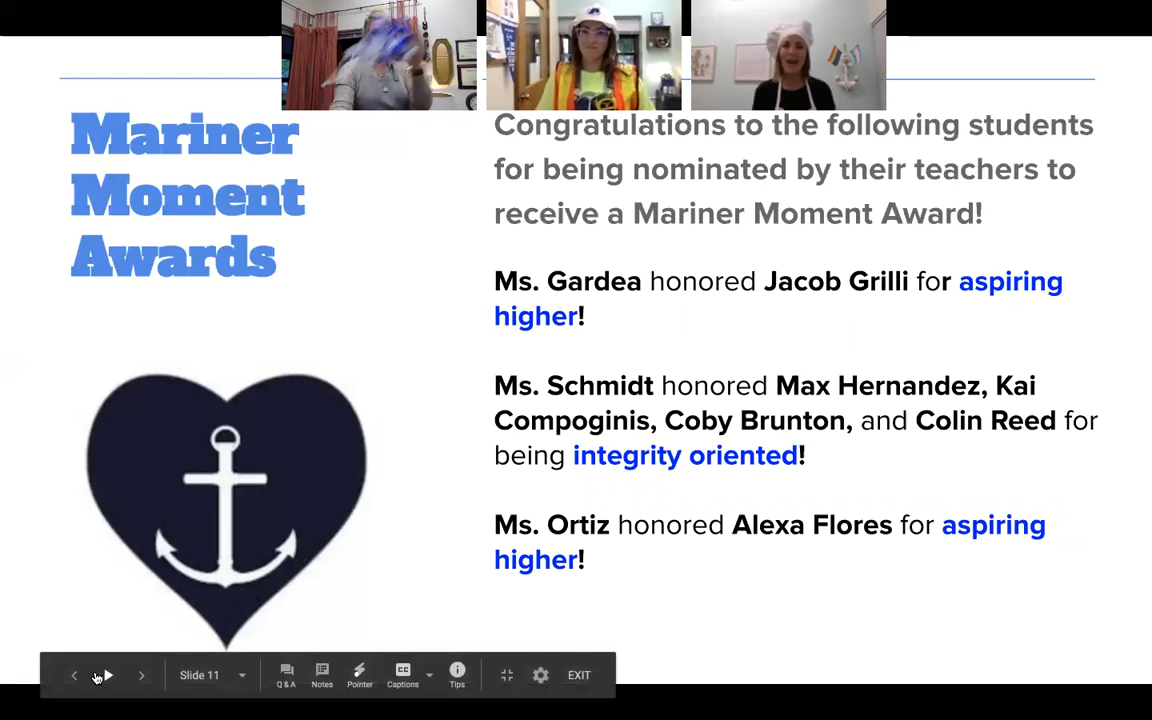 Mariner
Moment
Awards
Congratulations to the following students
for being nominated by their teachers to
receive a Mariner Moment Award!
Ms. Gardea honored Jacob Grilli for aspiring
higher!
Ms. Schmidt honored Max Hernandez, Kai
Compoginis, Coby Brunton, and Colin Reed for
being integrity oriented!
Ms. Ortiz honored Alexa Flores for aspiring
higher!
Slide 11
Q & A
Notes
Pointer
CC
Captions
Tips
EXIT